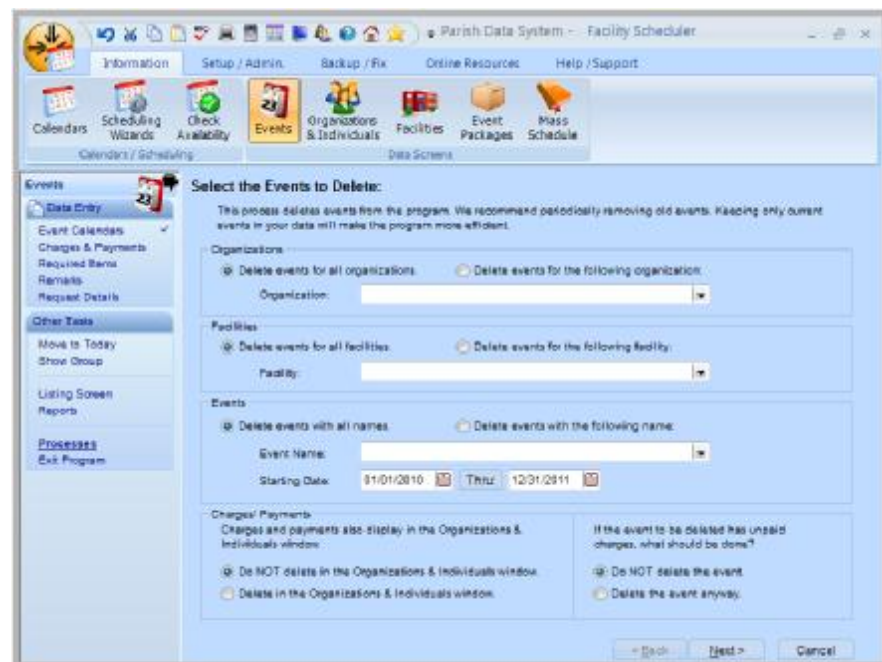 Parish Data System - Facility Scheduler
Information Setup / Admin. Backup / Fix Online Resources Help / Support
Calendars
Scheduling Wizards
Check Availability
Events
Organizations & Individuals
Facilities
Event Packages
Mass Schedule
Calendars / Scheduling
Data Screens
Events
23
Data Entry
Event Calendars
Charges & Payments
Required Items
Remarks
Request Details
Other Tasks
Move to Today
Show Group
Listing Screen
Reports
Processes
Exit Program
Select the Events to Delete:
This process deletes events from the program. We recommend periodically removing old events. Keeping only current
events in your data will make the program more efficient.
Organizations
Delete events for all organizations. Delete events for the following organization:
Organization:
Facilities
Delete events for all facilities. Delete events for the following facility:
Facility:
Events
Delete events with all names. Delete events with the following name:
Event Name:
Starting Date: 01/01/2010 Thru: 12/31/2011
Charges/ Payments
Charges and payments also display in the Organizations &
Individuals window.
Do NOT delete in the Organizations & Individuals window.
Delete in the Organizations & Individuals window.
If the event to be deleted has unpaid
charges, what should be done?
Do NOT delete the event.
Delete the event anyway.
< Back Next > Cancel